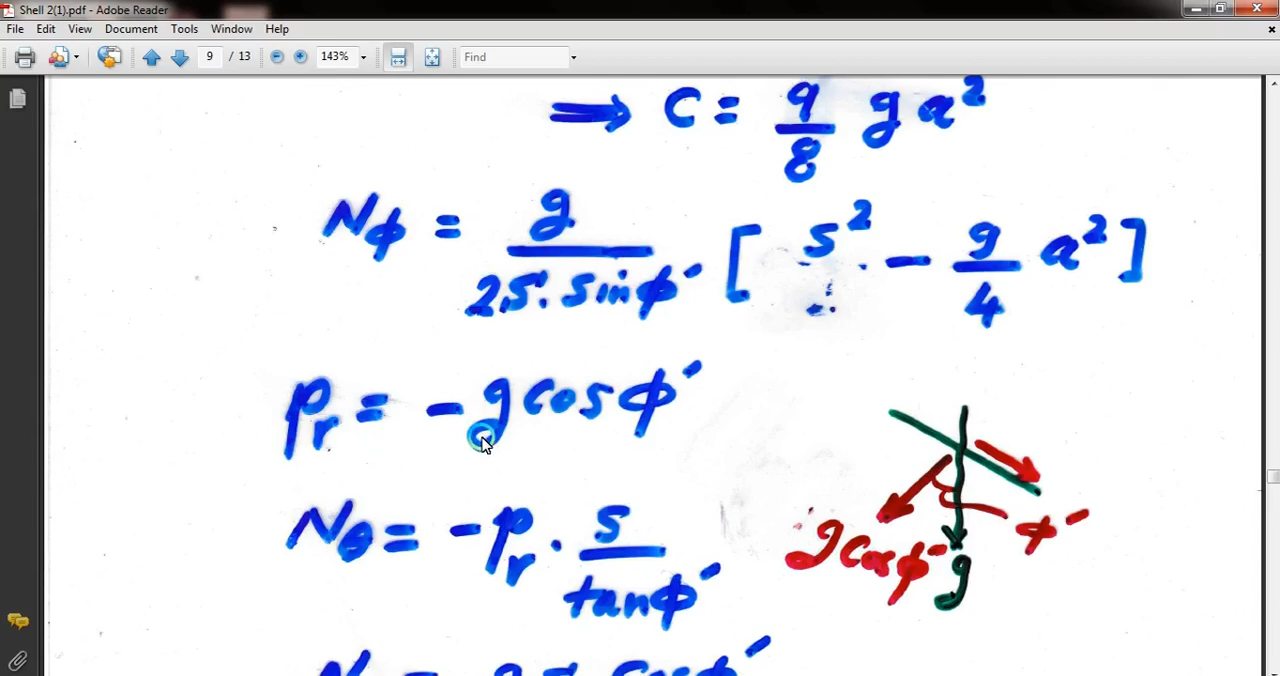 Shell 2(1).pdf - Adobe Reader
File Edit View Document Tools Window Help
9 / 13 143% Find
⟹ C = 9/8 g a²
Nϕ = g / 2S. sinϕ' [ s² - 9/4 a² ]
Pr = - g cosϕ'
Nθ = - Pr . s / tanϕ'
g cosϕ' g ϕ'